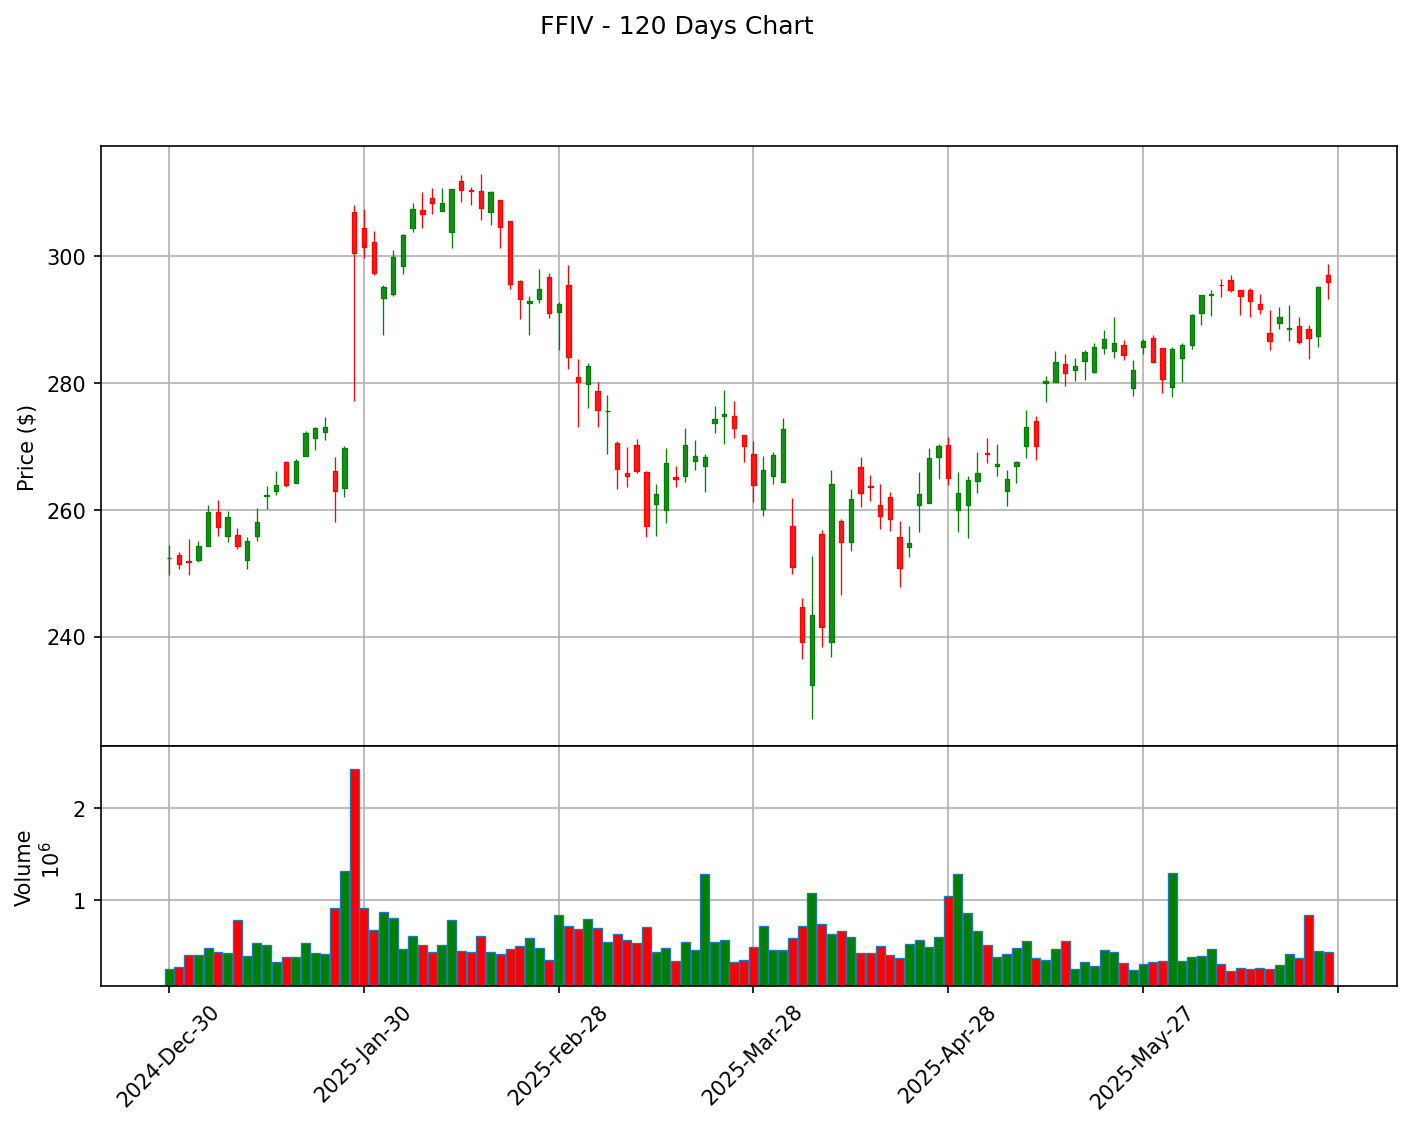 FFIV - 120 Days Chart
Price ($)
300
280
260
240
Volume
10^6
2
1
2024-Dec-30
2025-Jan-30
2025-Feb-28
2025-Mar-28
2025-Apr-28
2025-May-27